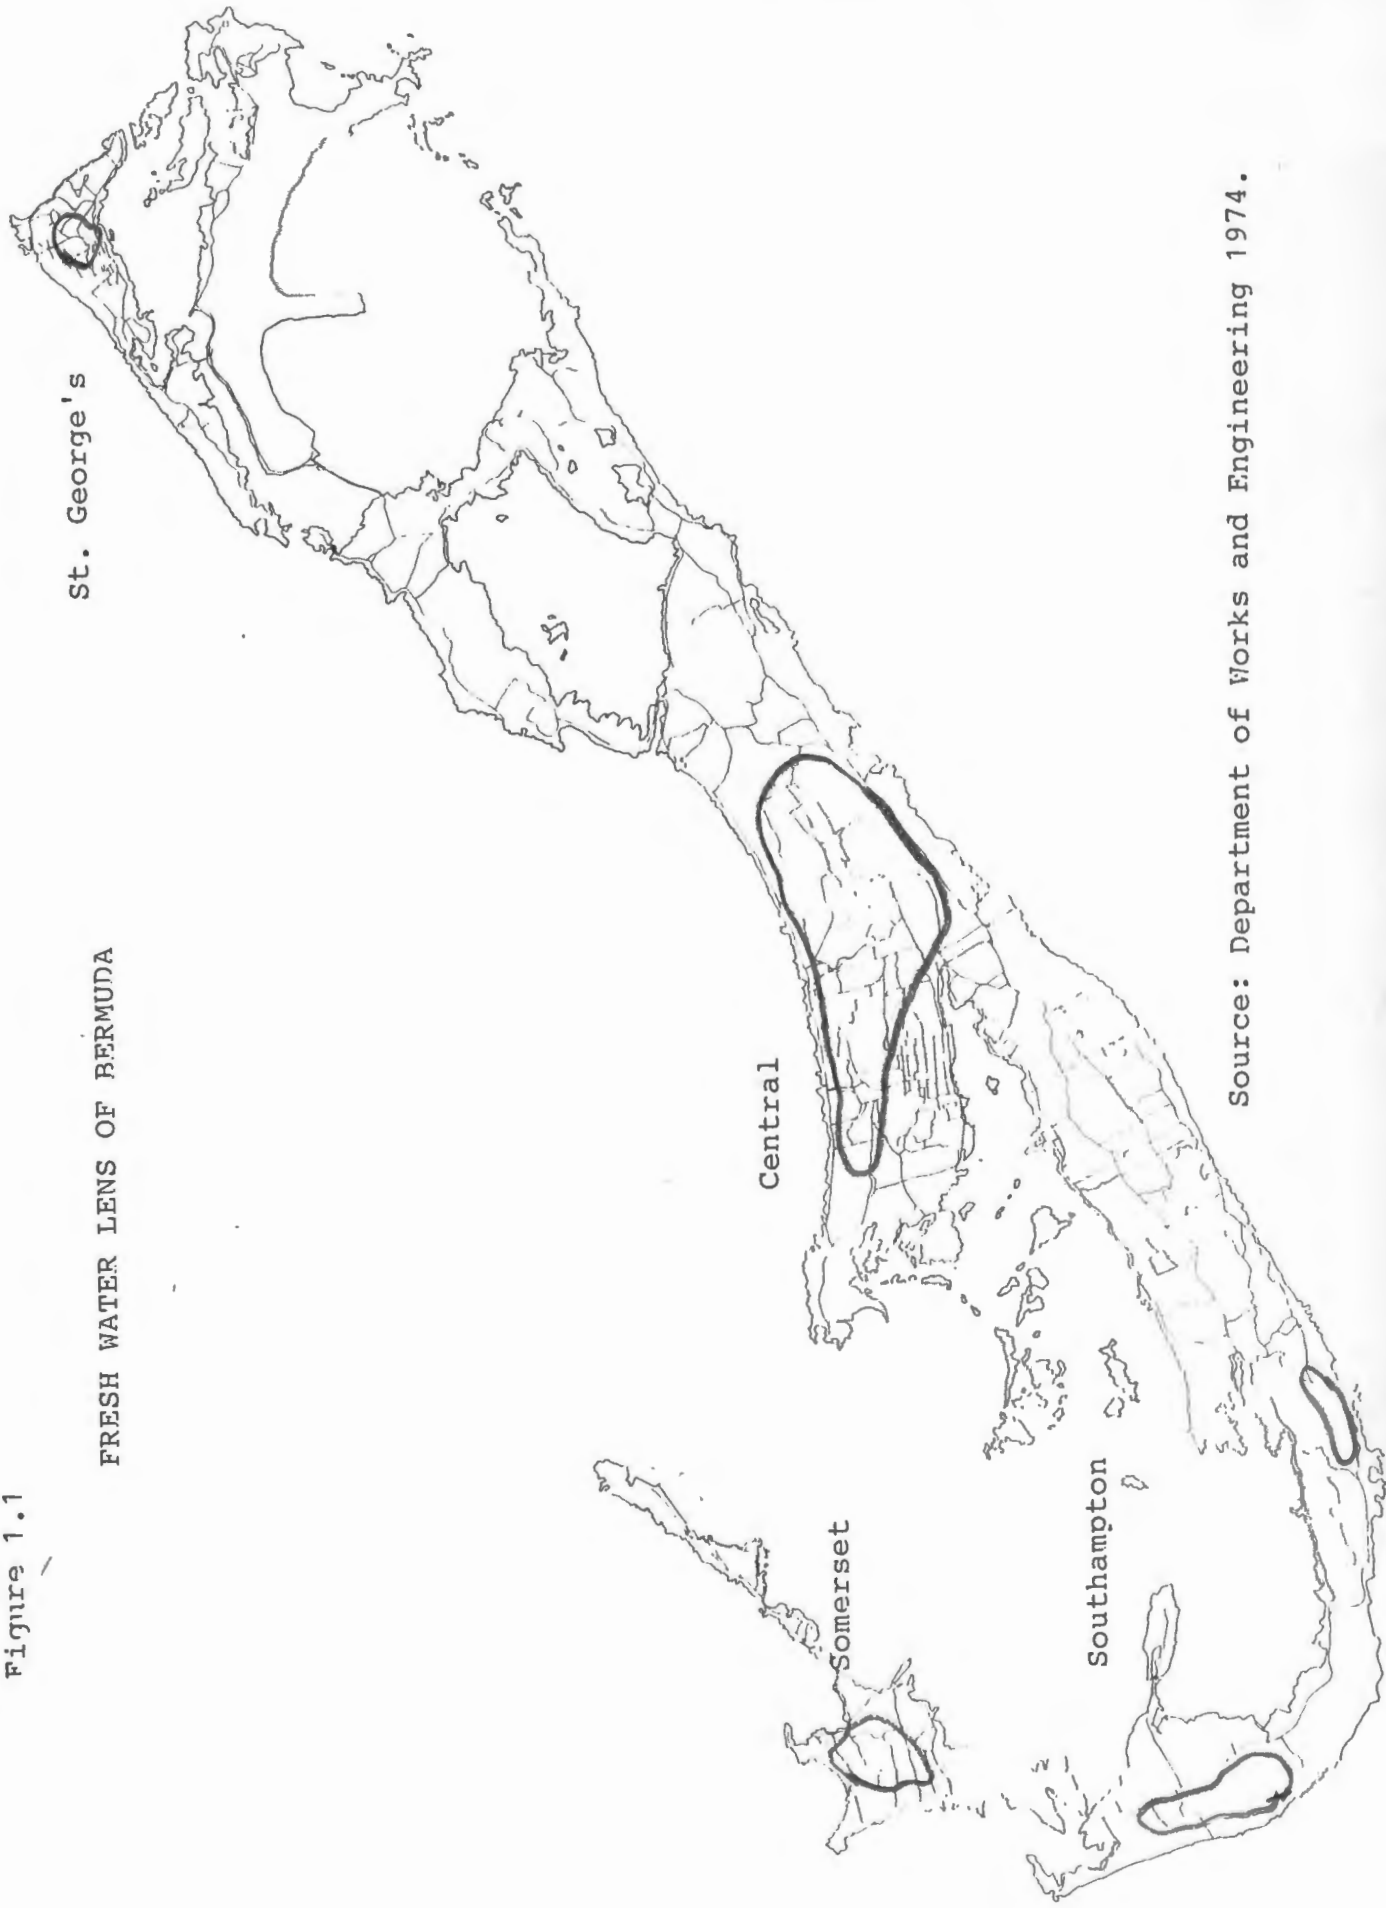 Figure 1.1
FRESH WATER LENS OF BERMUDA
St. George's
Central
Somerset
Southampton
Source: Department of Works and Engineering 1974.